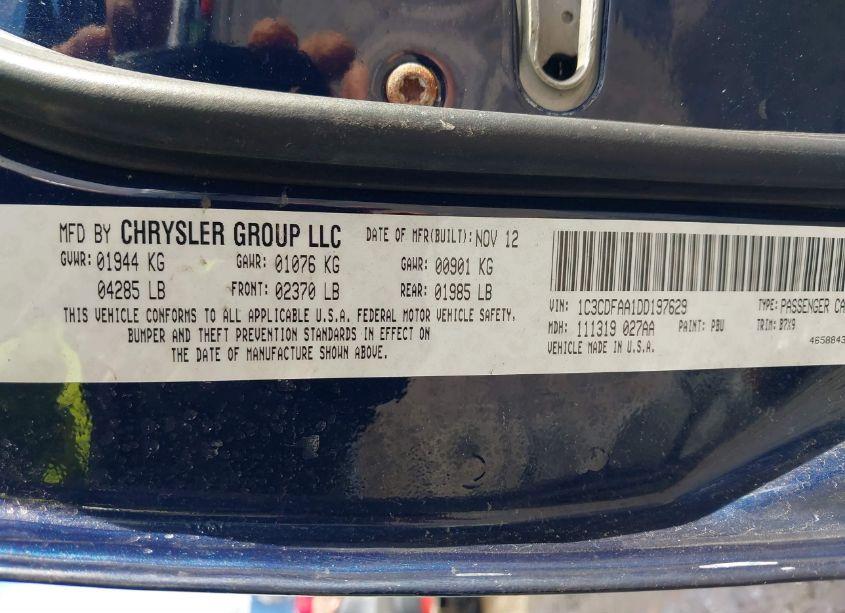 MFD BY CHRYSLER GROUP LLC DATE OF MFR(BUILT): NOV 12
GVWR: 01944 KG GAWR: 01076 KG GAWR: 00901 KG
04285 LB FRONT: 02370 LB REAR: 01985 LB
THIS VEHICLE CONFORMS TO ALL APPLICABLE U.S.A. FEDERAL MOTOR VEHICLE SAFETY,
BUMPER AND THEFT PREVENTION STANDARDS IN EFFECT ON
THE DATE OF MANUFACTURE SHOWN ABOVE.
VIN: 1C3CDFAA1DD197629 TYPE: PASSENGER CA
MDH: 111319 027AA PAINT: PBU TRIM: B7X9
VEHICLE MADE IN U.S.A. 4658843